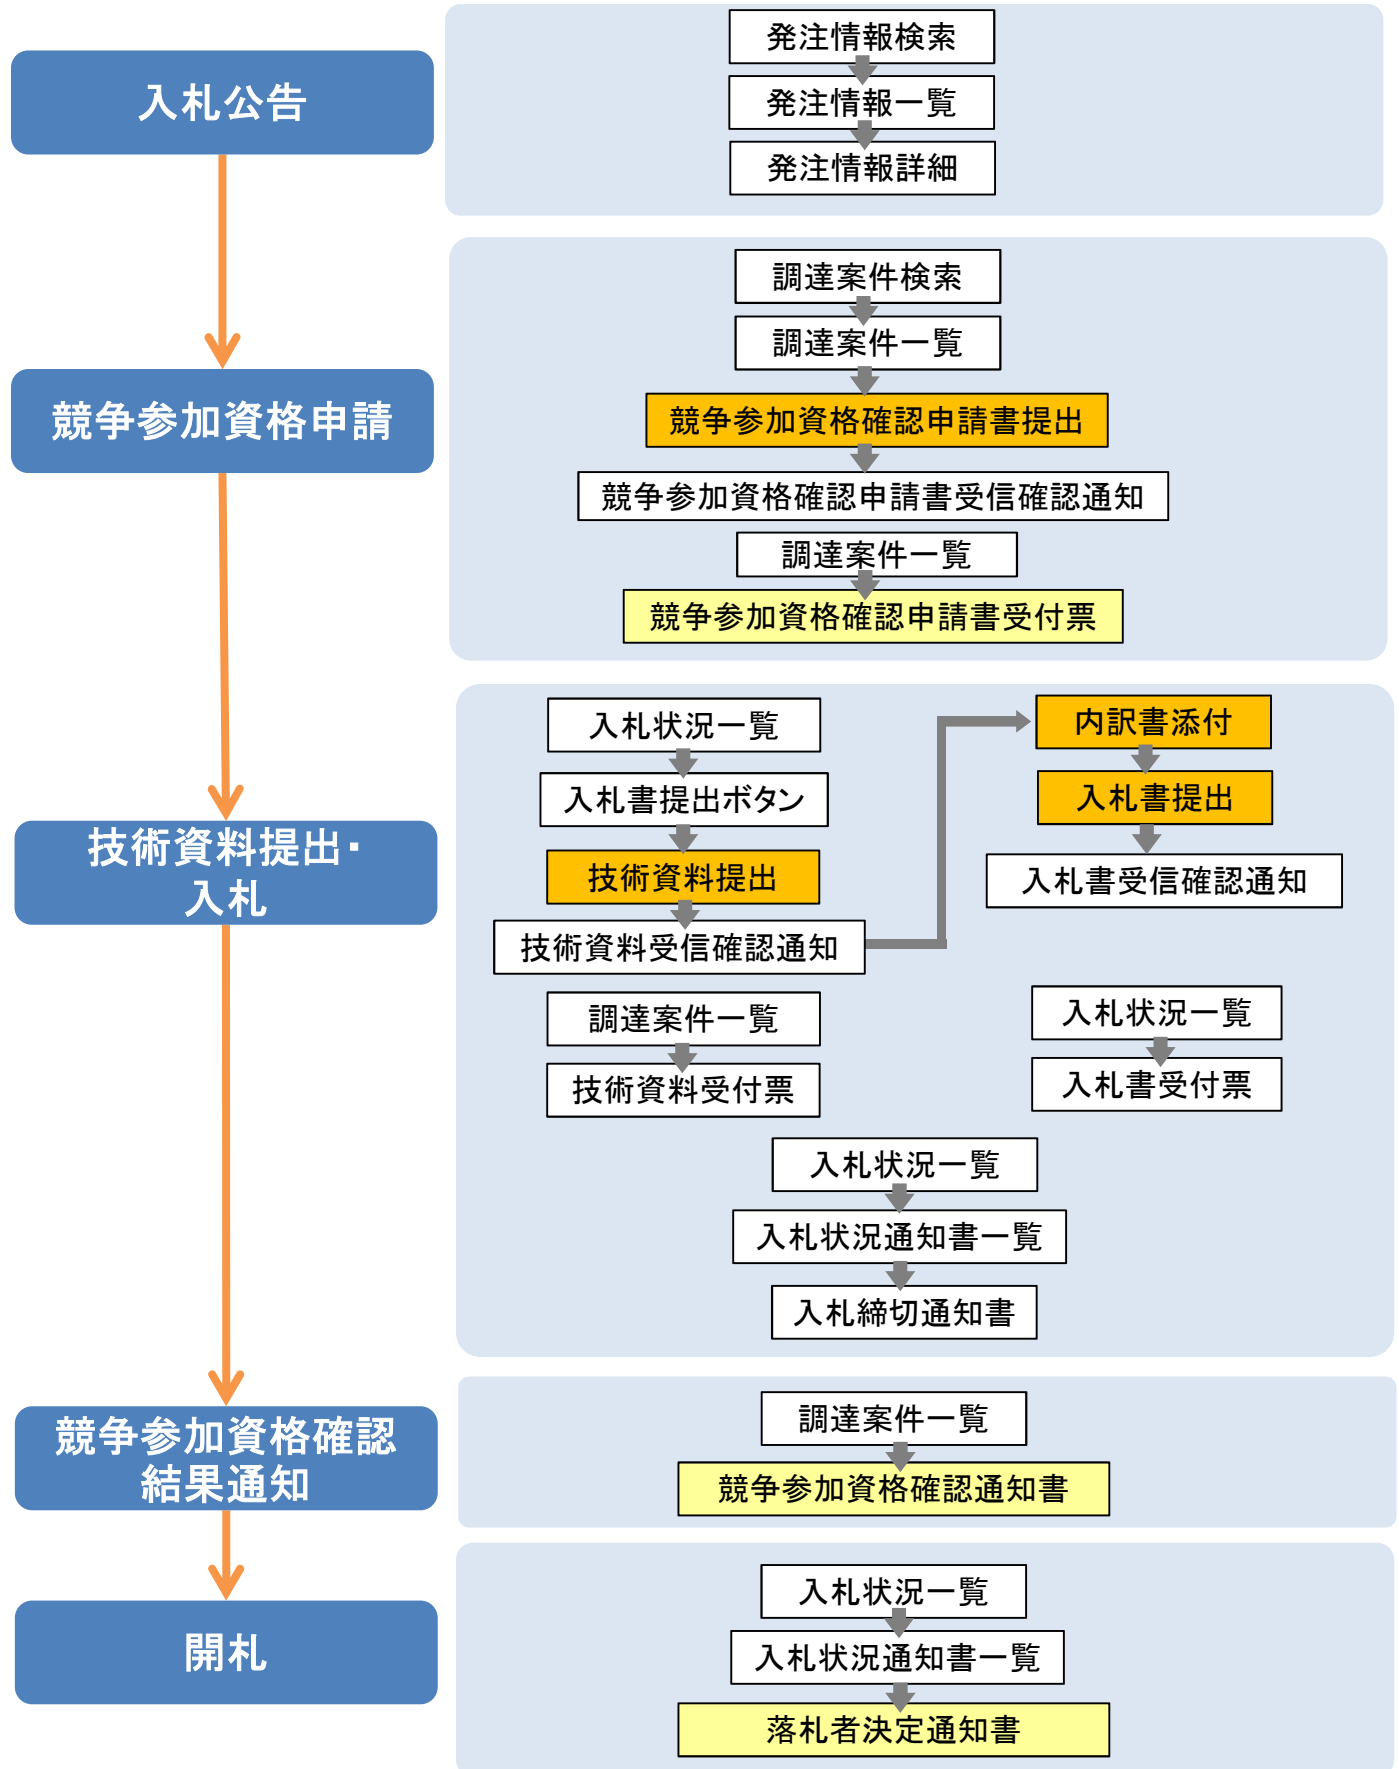 入札公告
発注情報検索
発注情報一覧
発注情報詳細
競争参加資格申請
調達案件検索
調達案件一覧
競争参加資格確認申請書提出
競争参加資格確認申請書受信確認通知
調達案件一覧
競争参加資格確認申請書受付票
技術資料提出・
入札
入札状況一覧
入札書提出ボタン
技術資料提出
技術資料受信確認通知
内訳書添付
入札書提出
入札書受信確認通知
調達案件一覧
技術資料受付票
入札状況一覧
入札書受付票
入札状況一覧
入札状況通知書一覧
入札締切通知書
競争参加資格確認
結果通知
調達案件一覧
競争参加資格確認通知書
開札
入札状況一覧
入札状況通知書一覧
落札者決定通知書